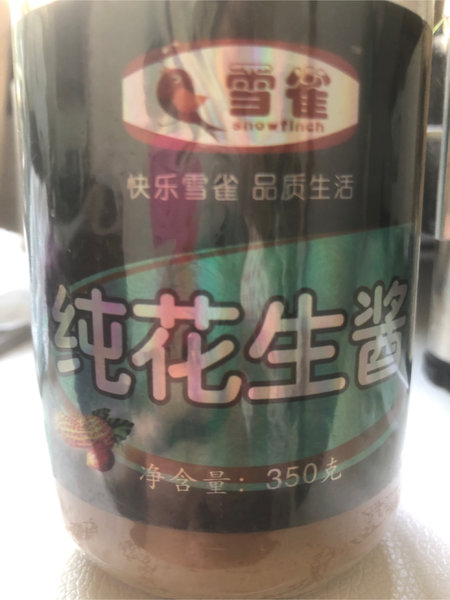 雪雀
snowfinch
快乐雪雀 品质生活
纯花生酱
净含量：350克